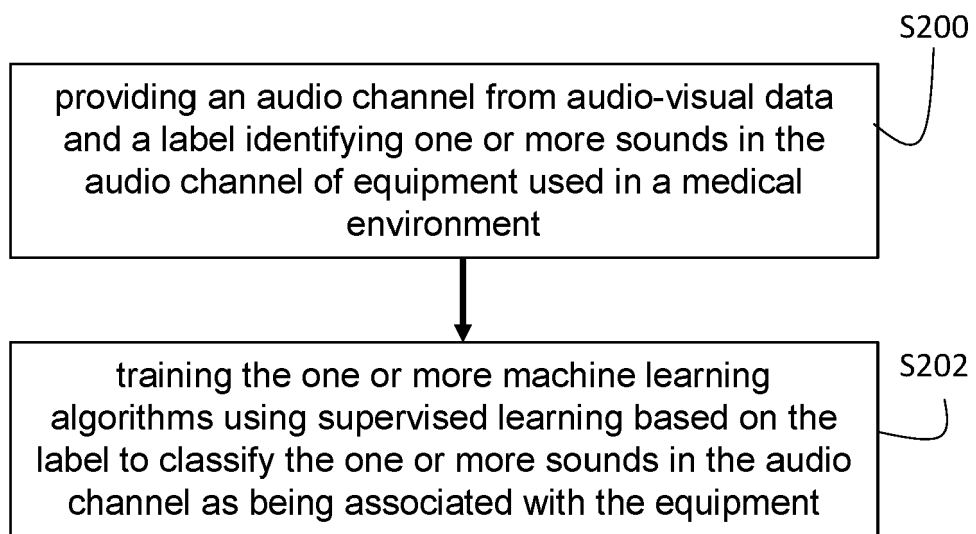 S200
providing an audio channel from audio-visual data
and a label identifying one or more sounds in the
audio channel of equipment used in a medical
environment
S202
training the one or more machine learning
algorithms using supervised learning based on the
label to classify the one or more sounds in the audio
channel as being associated with the equipment